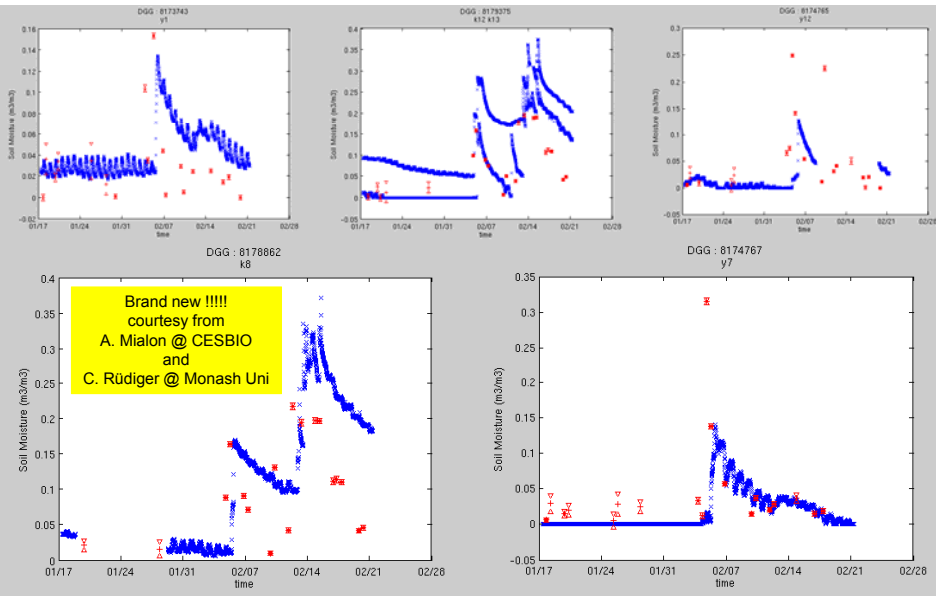 DGG : 8173743
y1
0.16
0.14
0.12
0.1
0.08
0.06
0.04
0.02
0
-0.02
Soil Moisture (m3/m3)
01/17 01/24 01/31 02/07 02/14 02/21 02/28
time
DGG : 8179375
k12 k13
0.4
0.35
0.3
0.25
0.2
0.15
0.1
0.05
0
-0.05
Soil Moisture (m3/m3)
01/17 01/24 01/31 02/07 02/14 02/21 02/28
time
DGG : 8174765
y12
0.3
0.25
0.2
0.15
0.1
0.05
0
-0.05
Soil Moisture (m3/m3)
01/17 01/24 01/31 02/07 02/14 02/21 02/28
time
DGG : 8178862
k8
Brand new !!!!!
courtesy from
A. Mialon @ CESBIO
and
C. Rüdiger @ Monash Uni
0.4
0.35
0.3
0.25
0.2
0.15
0.1
0.05
0
Soil Moisture (m3/m3)
01/17 01/24 01/31 02/07 02/14 02/21 02/28
time
DGG : 8174767
y7
0.35
0.3
0.25
0.2
0.15
0.1
0.05
0
-0.05
Soil Moisture (m3/m3)
01/17 01/24 01/31 02/07 02/14 02/21 02/28
time